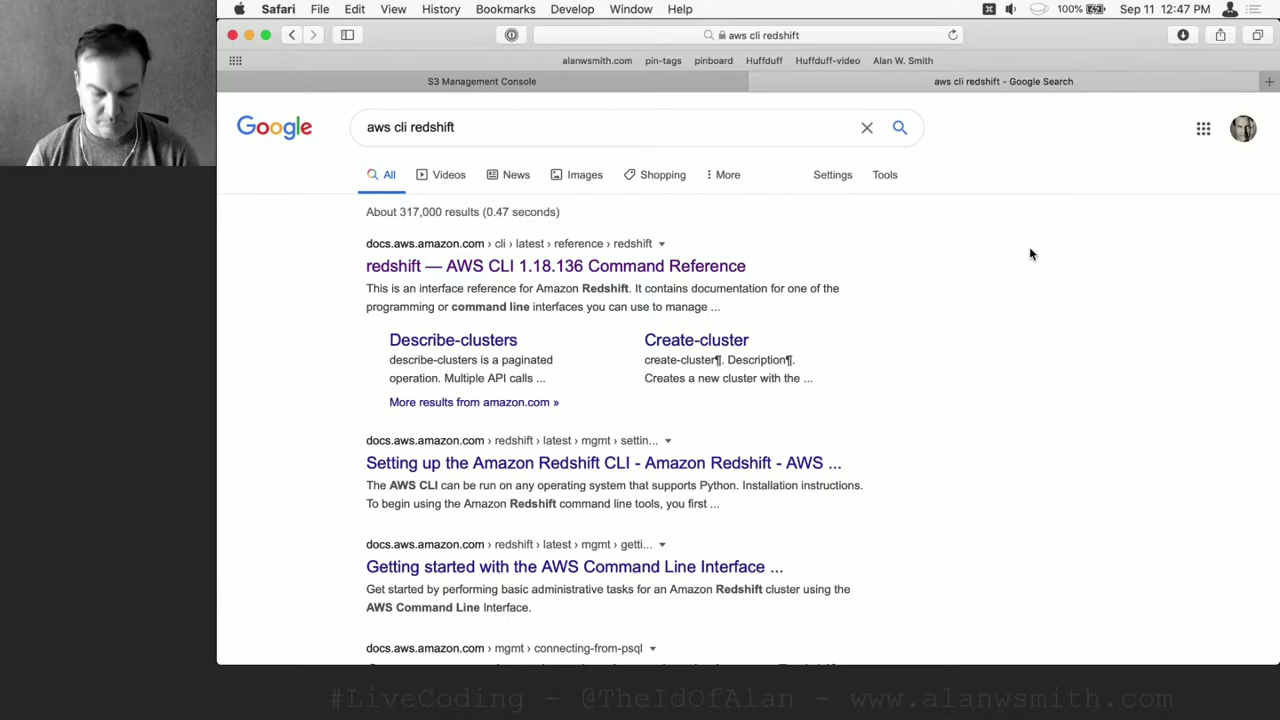 Safari File Edit View History Bookmarks Develop Window Help 100% Sep 11 12:47 PM
aws cli redshift
alanwsmith.com pin-tags pinboard Huffduff Huffduff-video Alan W. Smith
S3 Management Console aws cli redshift - Google Search
Google aws cli redshift
All Videos News Images Shopping More Settings Tools
About 317,000 results (0.47 seconds)
docs.aws.amazon.com › cli › latest › reference › redshift
redshift — AWS CLI 1.18.136 Command Reference
This is an interface reference for Amazon Redshift. It contains documentation for one of the
programming or command line interfaces you can use to manage ...
Describe-clusters Create-cluster
describe-clusters is a paginated create-cluster¶. Description¶.
operation. Multiple API calls ... Creates a new cluster with the ...
More results from amazon.com »
docs.aws.amazon.com › redshift › latest › mgmt › settin...
Setting up the Amazon Redshift CLI - Amazon Redshift - AWS ...
The AWS CLI can be run on any operating system that supports Python. Installation instructions.
To begin using the Amazon Redshift command line tools, you first ...
docs.aws.amazon.com › redshift › latest › mgmt › getti...
Getting started with the AWS Command Line Interface ...
Get started by performing basic administrative tasks for an Amazon Redshift cluster using the
AWS Command Line Interface.
docs.aws.amazon.com › mgmt › connecting-from-psql
#LiveCoding - @TheIdOfAlan - www.alanwsmith.com